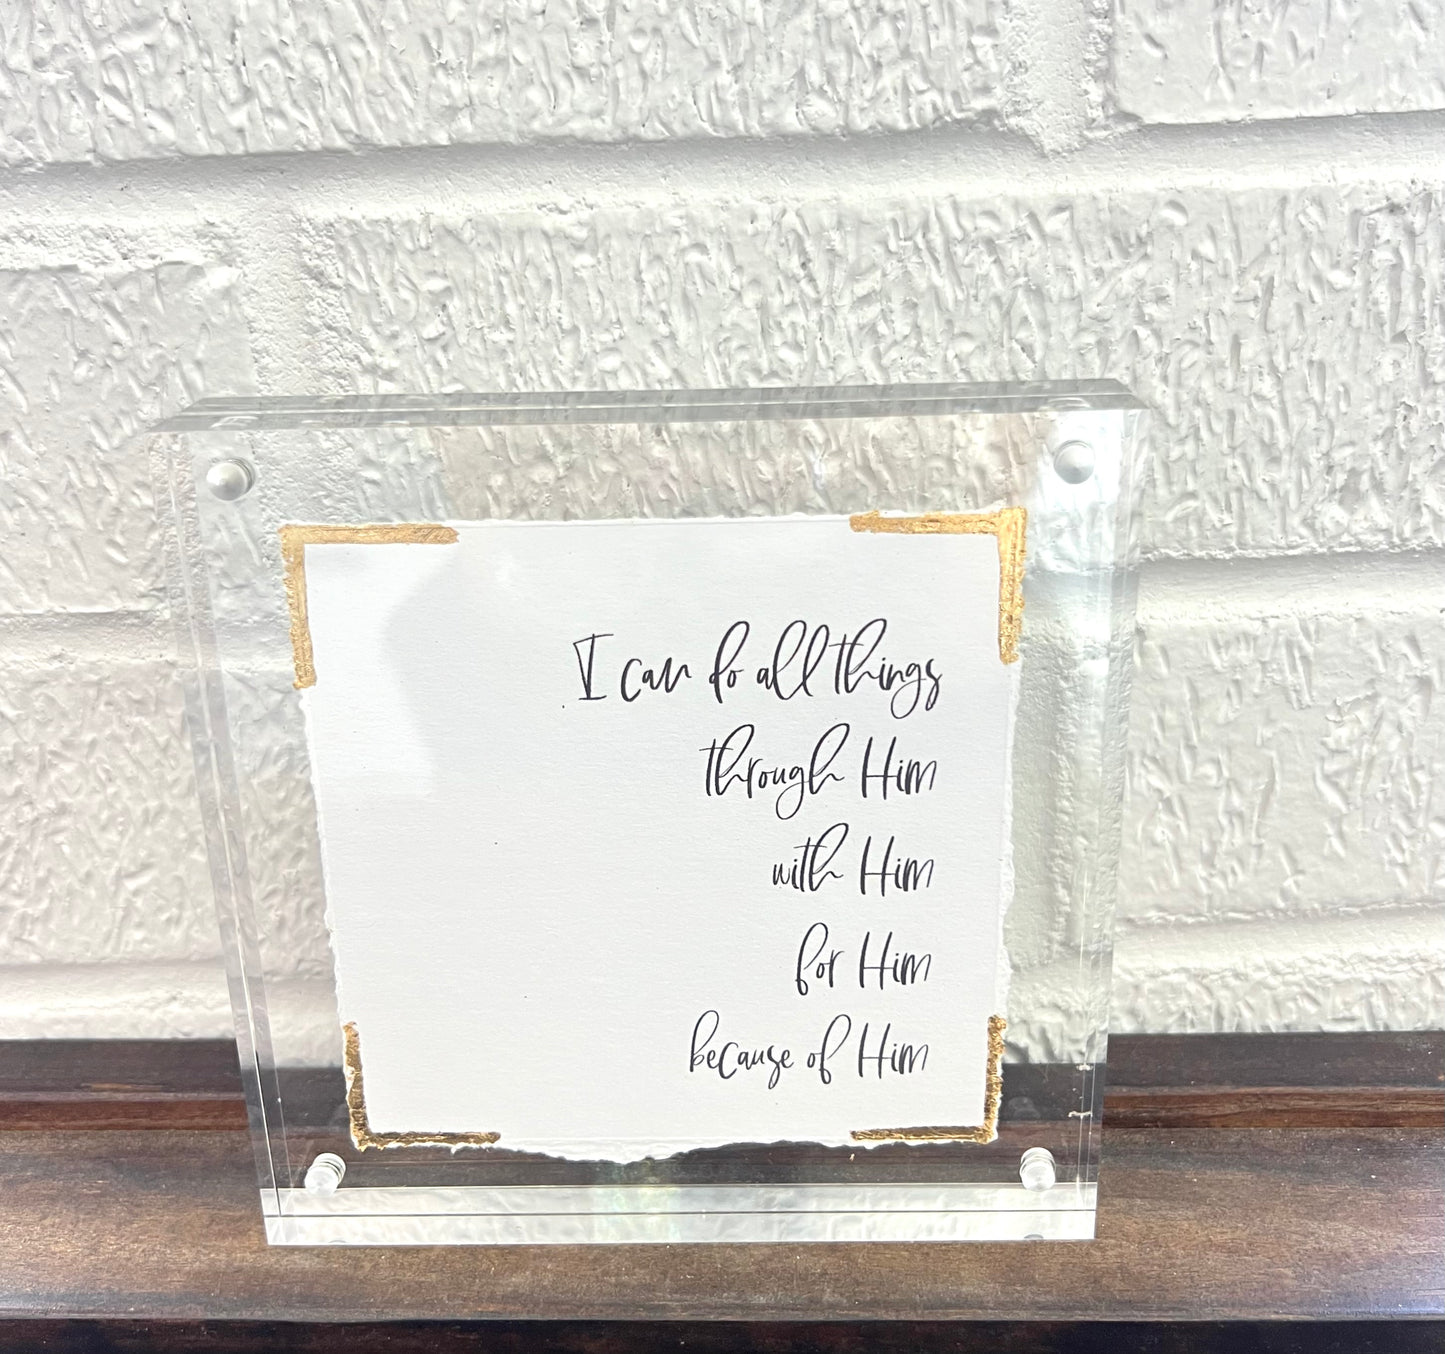 I can do all things
through Him
with Him
for Him
because of Him